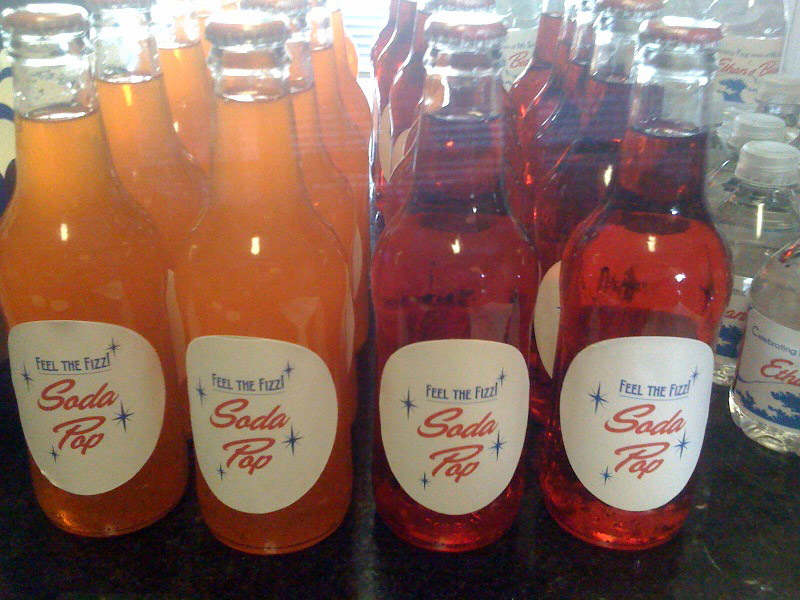 FEEL THE FIZZ!
Soda
Pop
FEEL THE FIZZ!
Soda
Pop
FEEL THE FIZZ!
Soda
Pop
FEEL THE FIZZ!
Soda
Pop
Celebrating